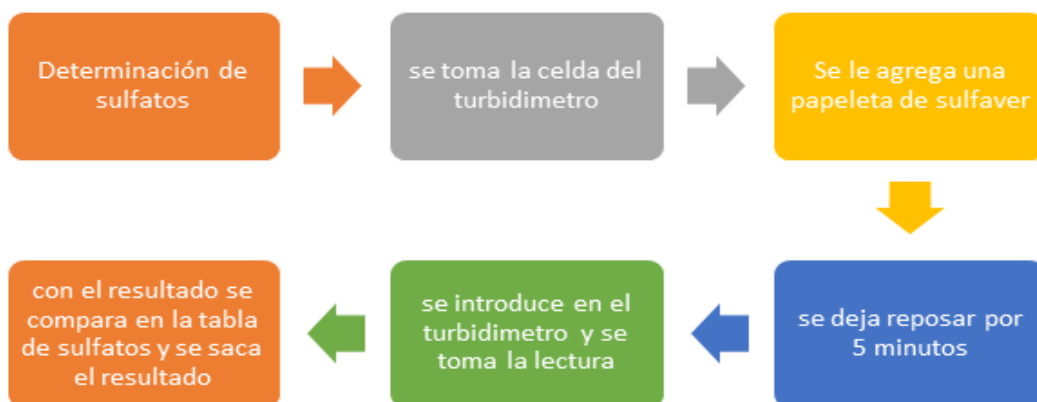 Determinación de
sulfatos
se toma la celda del
turbidimetro
Se le agrega una
papeleta de sulfaver
se deja reposar por
5 minutos
se introduce en el
turbidimetro y se
toma la lectura
con el resultado se
compara en la tabla
de sulfatos y se saca
el resultado